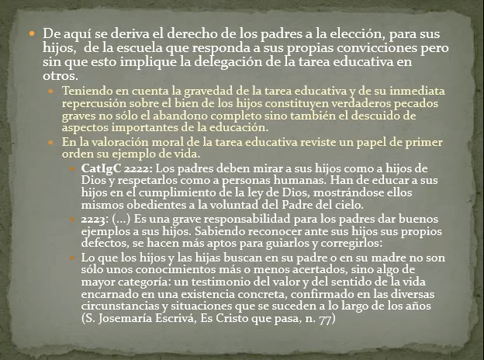 De aquí se deriva el derecho de los padres a la elección, para sus
hijos, de la escuela que responda a sus propias convicciones pero
sin que esto implique la delegación de la tarea educativa en
otros.
Teniendo en cuenta la gravedad de la tarea educativa y de su inmediata
repercusión sobre el bien de los hijos constituyen verdaderos pecados
graves no sólo el abandono completo sino también el descuido de
aspectos importantes de la educación.
En la valoración moral de la tarea educativa reviste un papel de primer
orden su ejemplo de vida.
CatIgC 2222: Los padres deben mirar a sus hijos como a hijos de
Dios y respetarlos como a personas humanas. Han de educar a sus
hijos en el cumplimiento de la ley de Dios, mostrándose ellos
mismos obedientes a la voluntad del Padre del cielo.
2223: (...) Es una grave responsabilidad para los padres dar buenos
ejemplos a sus hijos. Sabiendo reconocer ante sus hijos sus propios
defectos, se hacen más aptos para guiarlos y corregirlos:
Lo que los hijos y las hijas buscan en su padre o en su madre no son
sólo unos conocimientos más o menos acertados, sino algo de
mayor categoría: un testimonio del valor y del sentido de la vida
encarnado en una existencia concreta, confirmado en las diversas
circunstancias y situaciones que se suceden a lo largo de los años
(S. Josemaría Escrivá, Es Cristo que pasa, n. 77)